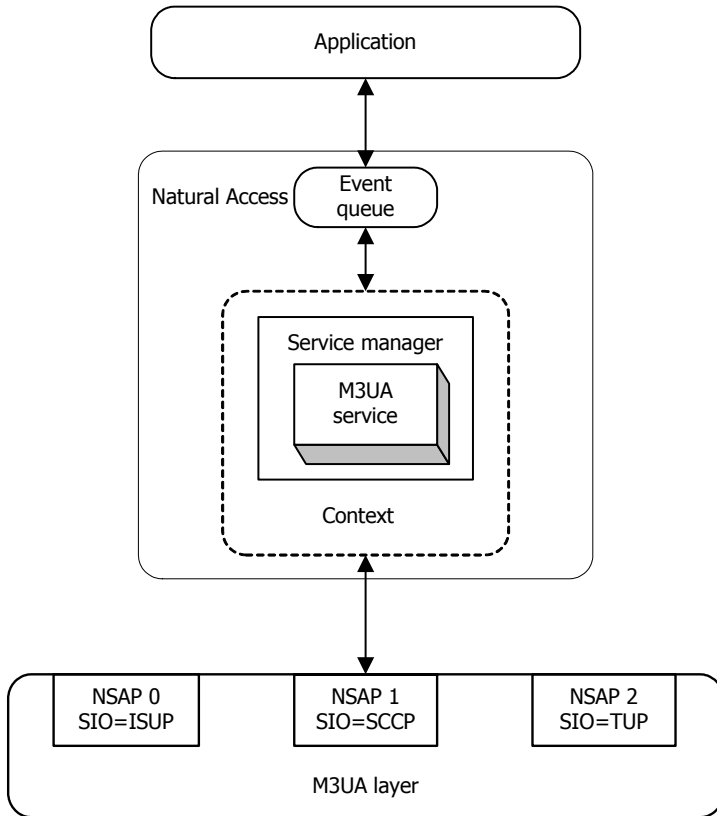 Application
Natural Access
Event
queue
Service manager
M3UA
service
Context
NSAP 0
SIO=ISUP
NSAP 1
SIO=SCCP
NSAP 2
SIO=TUP
M3UA layer